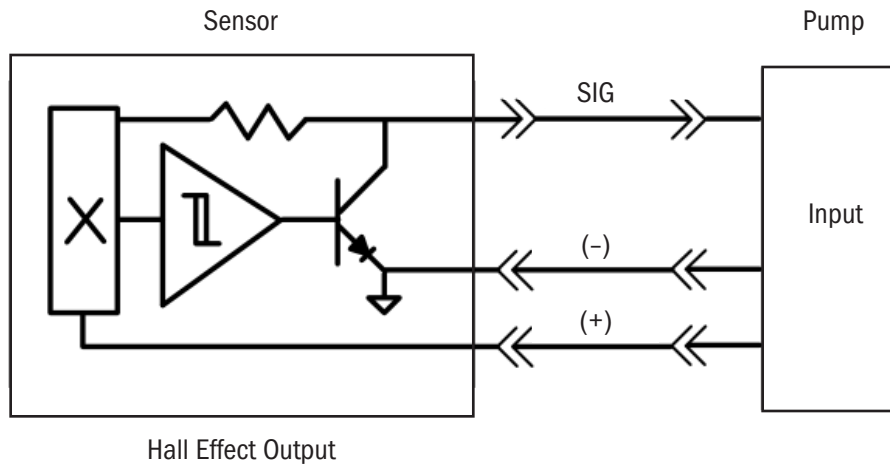 Sensor
Pump
SIG
Input
(–)
(+)
Hall Effect Output